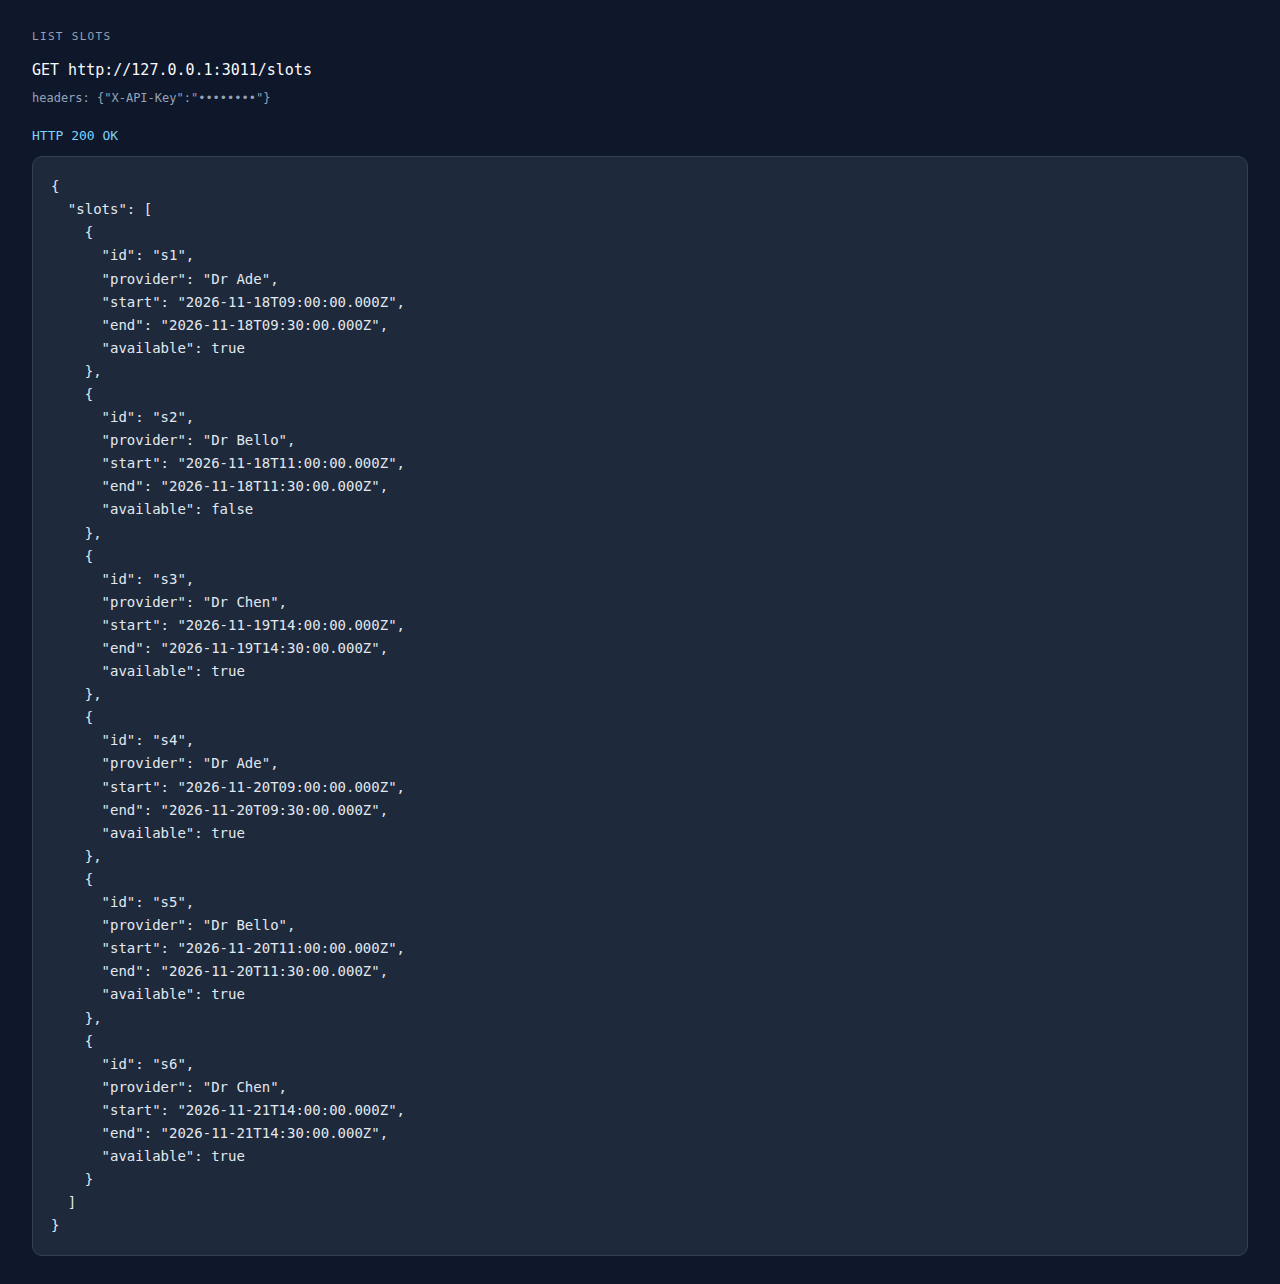 LIST SLOTS
GET http://127.0.0.1:3011/slots
headers: {"X-API-Key":"••••••••"}
HTTP 200 OK
{
  "slots": [
    {
      "id": "s1",
      "provider": "Dr Ade",
      "start": "2026-11-18T09:00:00.000Z",
      "end": "2026-11-18T09:30:00.000Z",
      "available": true
    },
    {
      "id": "s2",
      "provider": "Dr Bello",
      "start": "2026-11-18T11:00:00.000Z",
      "end": "2026-11-18T11:30:00.000Z",
      "available": false
    },
    {
      "id": "s3",
      "provider": "Dr Chen",
      "start": "2026-11-19T14:00:00.000Z",
      "end": "2026-11-19T14:30:00.000Z",
      "available": true
    },
    {
      "id": "s4",
      "provider": "Dr Ade",
      "start": "2026-11-20T09:00:00.000Z",
      "end": "2026-11-20T09:30:00.000Z",
      "available": true
    },
    {
      "id": "s5",
      "provider": "Dr Bello",
      "start": "2026-11-20T11:00:00.000Z",
      "end": "2026-11-20T11:30:00.000Z",
      "available": true
    },
    {
      "id": "s6",
      "provider": "Dr Chen",
      "start": "2026-11-21T14:00:00.000Z",
      "end": "2026-11-21T14:30:00.000Z",
      "available": true
    }
  ]
}